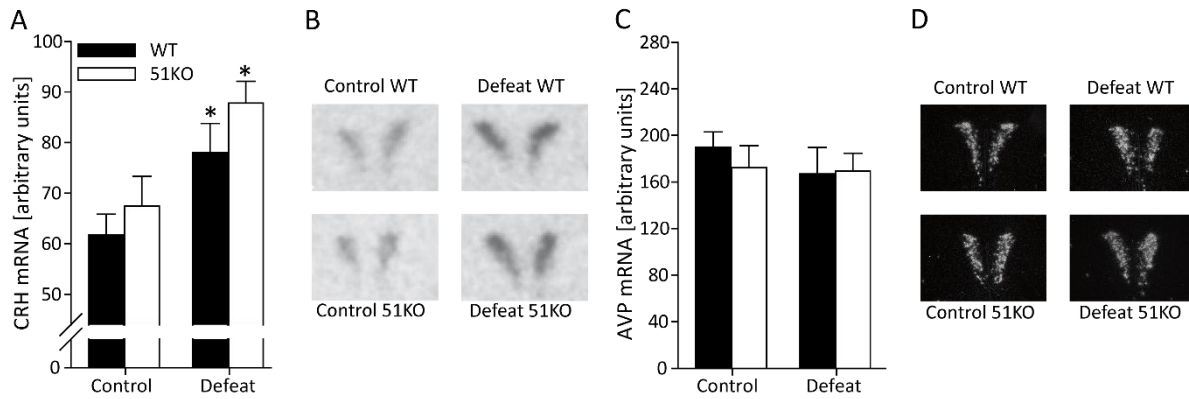 A
CRH mRNA [arbitrary units]
100
90
80
70
60
50
0
WT
51KO
*
*
Control
Defeat
B
Control WT
Defeat WT
Control 51KO
Defeat 51KO
C
AVP mRNA [arbitrary units]
280
240
200
160
120
80
40
0
Control
Defeat
D
Control WT
Defeat WT
Control 51KO
Defeat 51KO